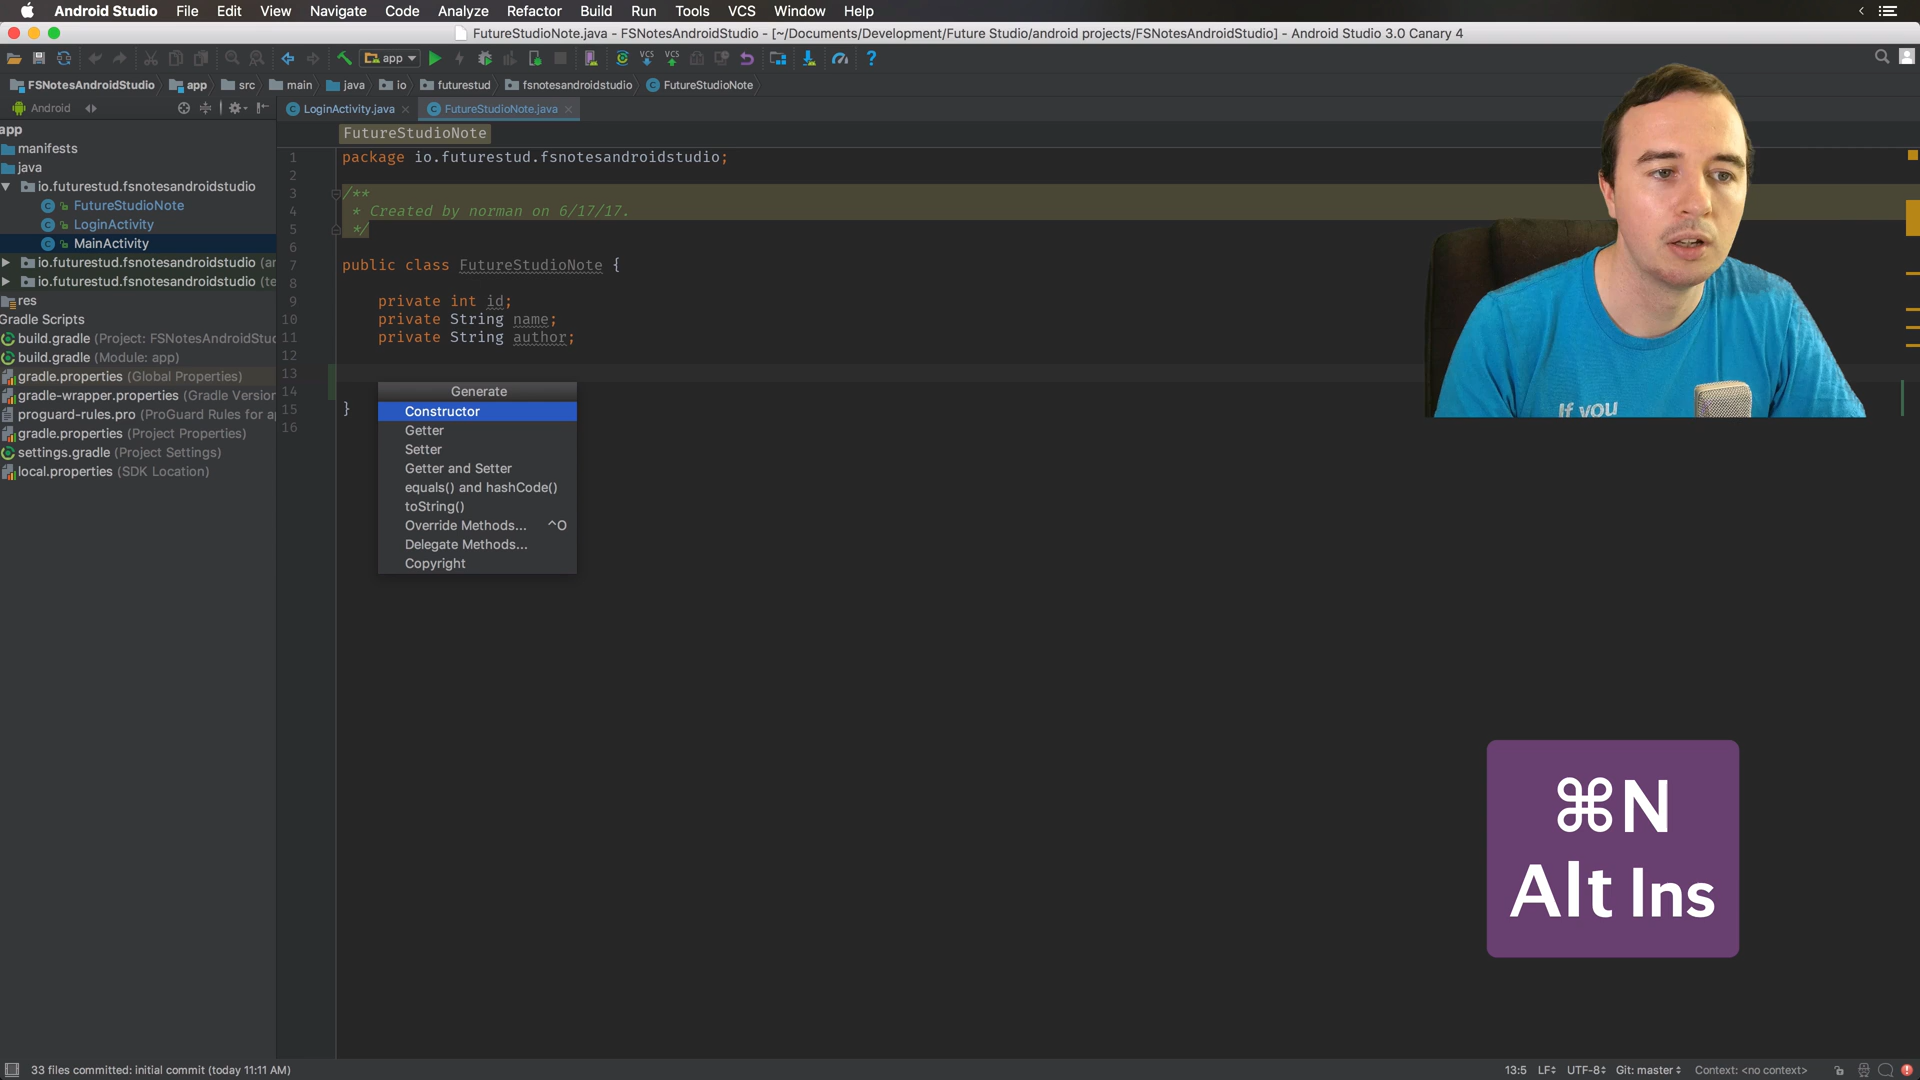 Android Studio File Edit View Navigate Code Analyze Refactor Build Run Tools VCS Window Help
FutureStudioNote.java - FSNotesAndroidStudio - [~/Documents/Development/Future Studio/android projects/FSNotesAndroidStudio] - Android Studio 3.0 Canary 4
app
VCS VCS
FSNotesAndroidStudio app src main java io futurestud fsnotesandroidstudio FutureStudioNote
Android
LoginActivity.java FutureStudioNote.java
FutureStudioNote
app
manifests
java
io.futurestud.fsnotesandroidstudio
FutureStudioNote
LoginActivity
MainActivity
io.futurestud.fsnotesandroidstudio (ar
io.futurestud.fsnotesandroidstudio (te
res
Gradle Scripts
build.gradle (Project: FSNotesAndroidStud
build.gradle (Module: app)
gradle.properties (Global Properties)
gradle-wrapper.properties (Gradle Version
proguard-rules.pro (ProGuard Rules for ap
gradle.properties (Project Properties)
settings.gradle (Project Settings)
local.properties (SDK Location)
1 package io.futurestud.fsnotesandroidstudio;
2
3 /**
4 * Created by norman on 6/17/17.
5 */
6
7 public class FutureStudioNote {
8
9 private int id;
10 private String name;
11 private String author;
12
13
14
15 }
16
Generate
Constructor
Getter
Setter
Getter and Setter
equals() and hashCode()
toString()
Override Methods... ^O
Delegate Methods...
Copyright
If you
⌘N
Alt Ins
33 files committed: initial commit (today 11:11 AM)
13:5 LF UTF-8 Git: master Context: <no context>